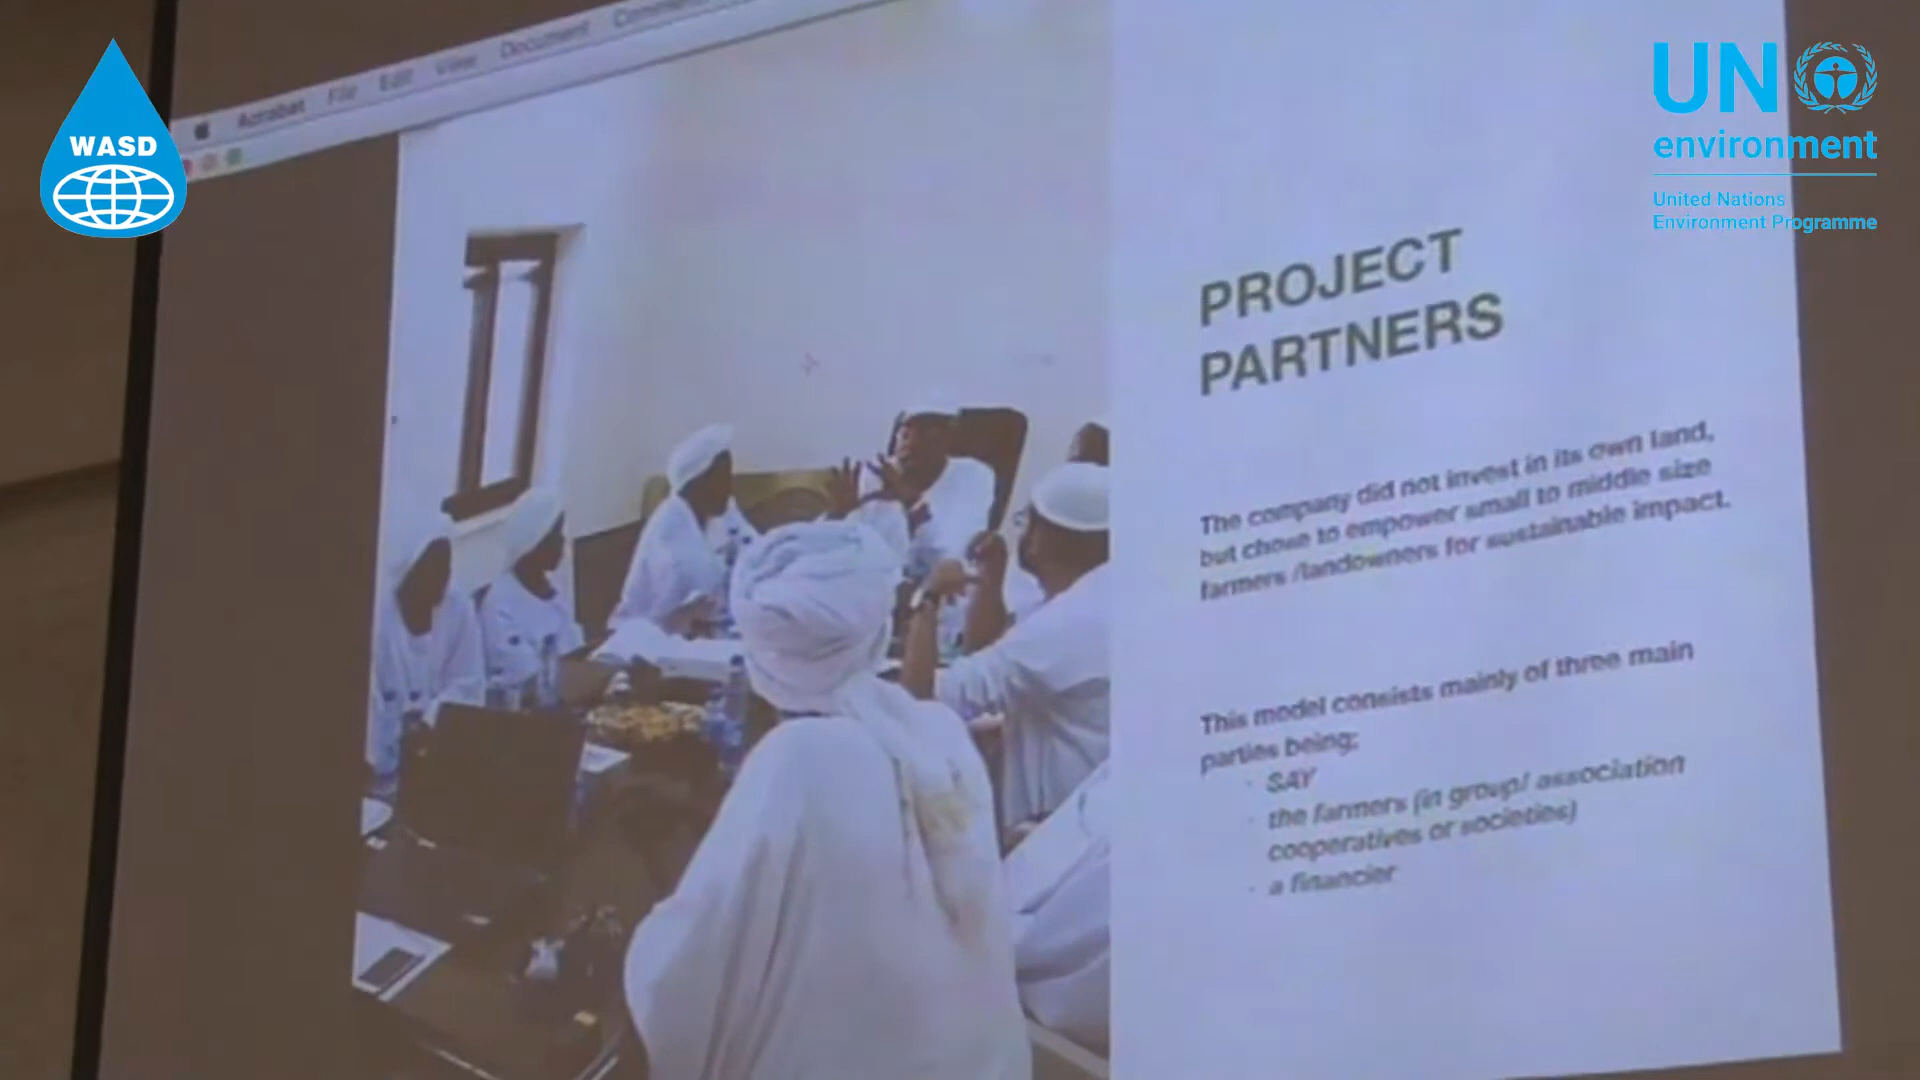 WASD
UN
environment
United Nations
Environment Programme
Acrobat File Edit View Document Comments
PROJECT
PARTNERS
The company did not invest in its own land,
but chose to empower small to middle size
farmers /landowners for sustainable impact.
This model consists mainly of three main
parties being;
· SAY
· the farmers (in group/ association
cooperatives or societies)
· a financier